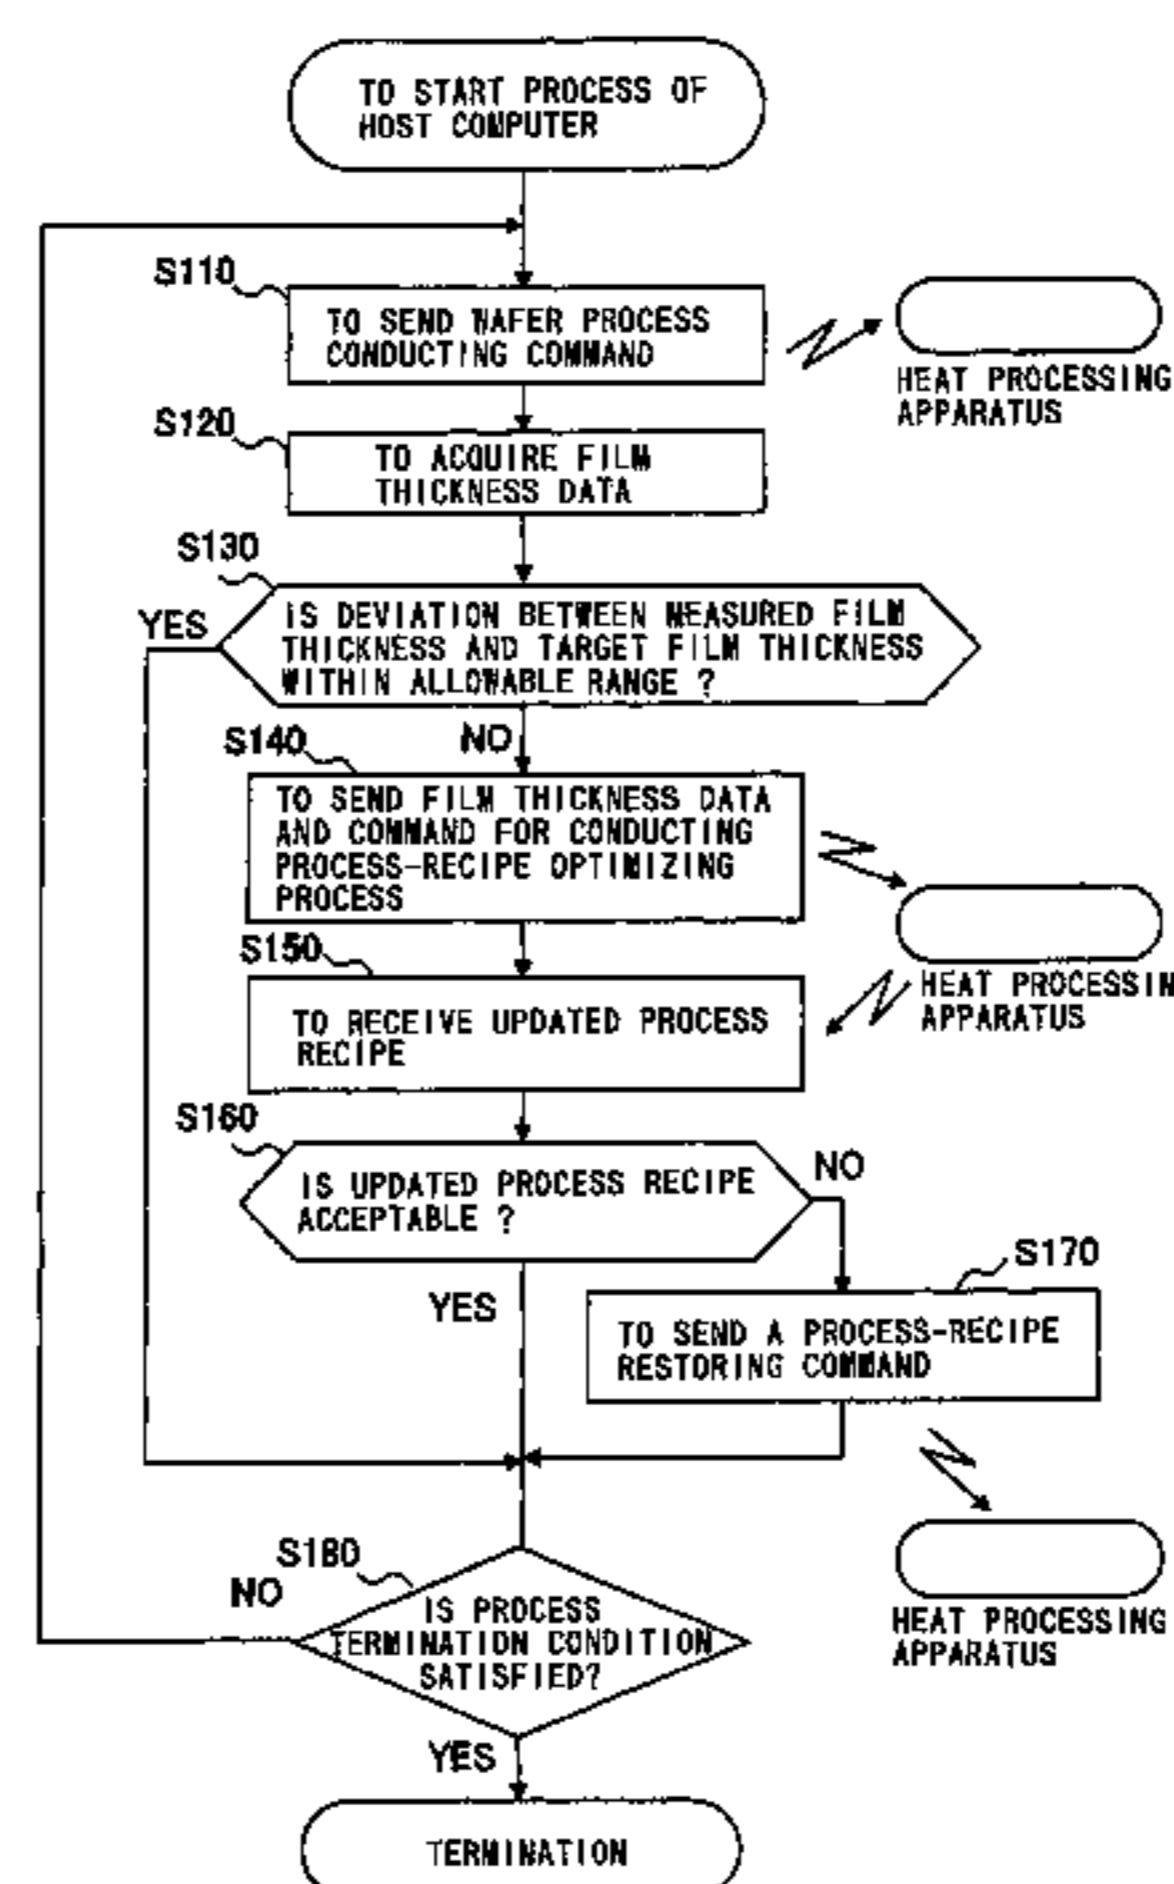 TO START PROCESS OF
HOST COMPUTER
S110
TO SEND WAFER PROCESS
CONDUCTING COMMAND
HEAT PROCESSING
APPARATUS
S120
TO ACQUIRE FILM
THICKNESS DATA
S130
YES
IS DEVIATION BETWEEN MEASURED FILM
THICKNESS AND TARGET FILM THICKNESS
WITHIN ALLOWABLE RANGE ?
NO
S140
TO SEND FILM THICKNESS DATA
AND COMMAND FOR CONDUCTING
PROCESS-RECIPE OPTIMIZING
PROCESS
HEAT PROCESSIN
APPARATUS
S150
TO RECEIVE UPDATED PROCESS
RECIPE
S160
IS UPDATED PROCESS RECIPE
ACCEPTABLE ?
NO
YES
S170
TO SEND A PROCESS-RECIPE
RESTORING COMMAND
HEAT PROCESSING
APPARATUS
S180
NO
IS PROCESS
TERMINATION CONDITION
SATISFIED?
YES
TERMINATION